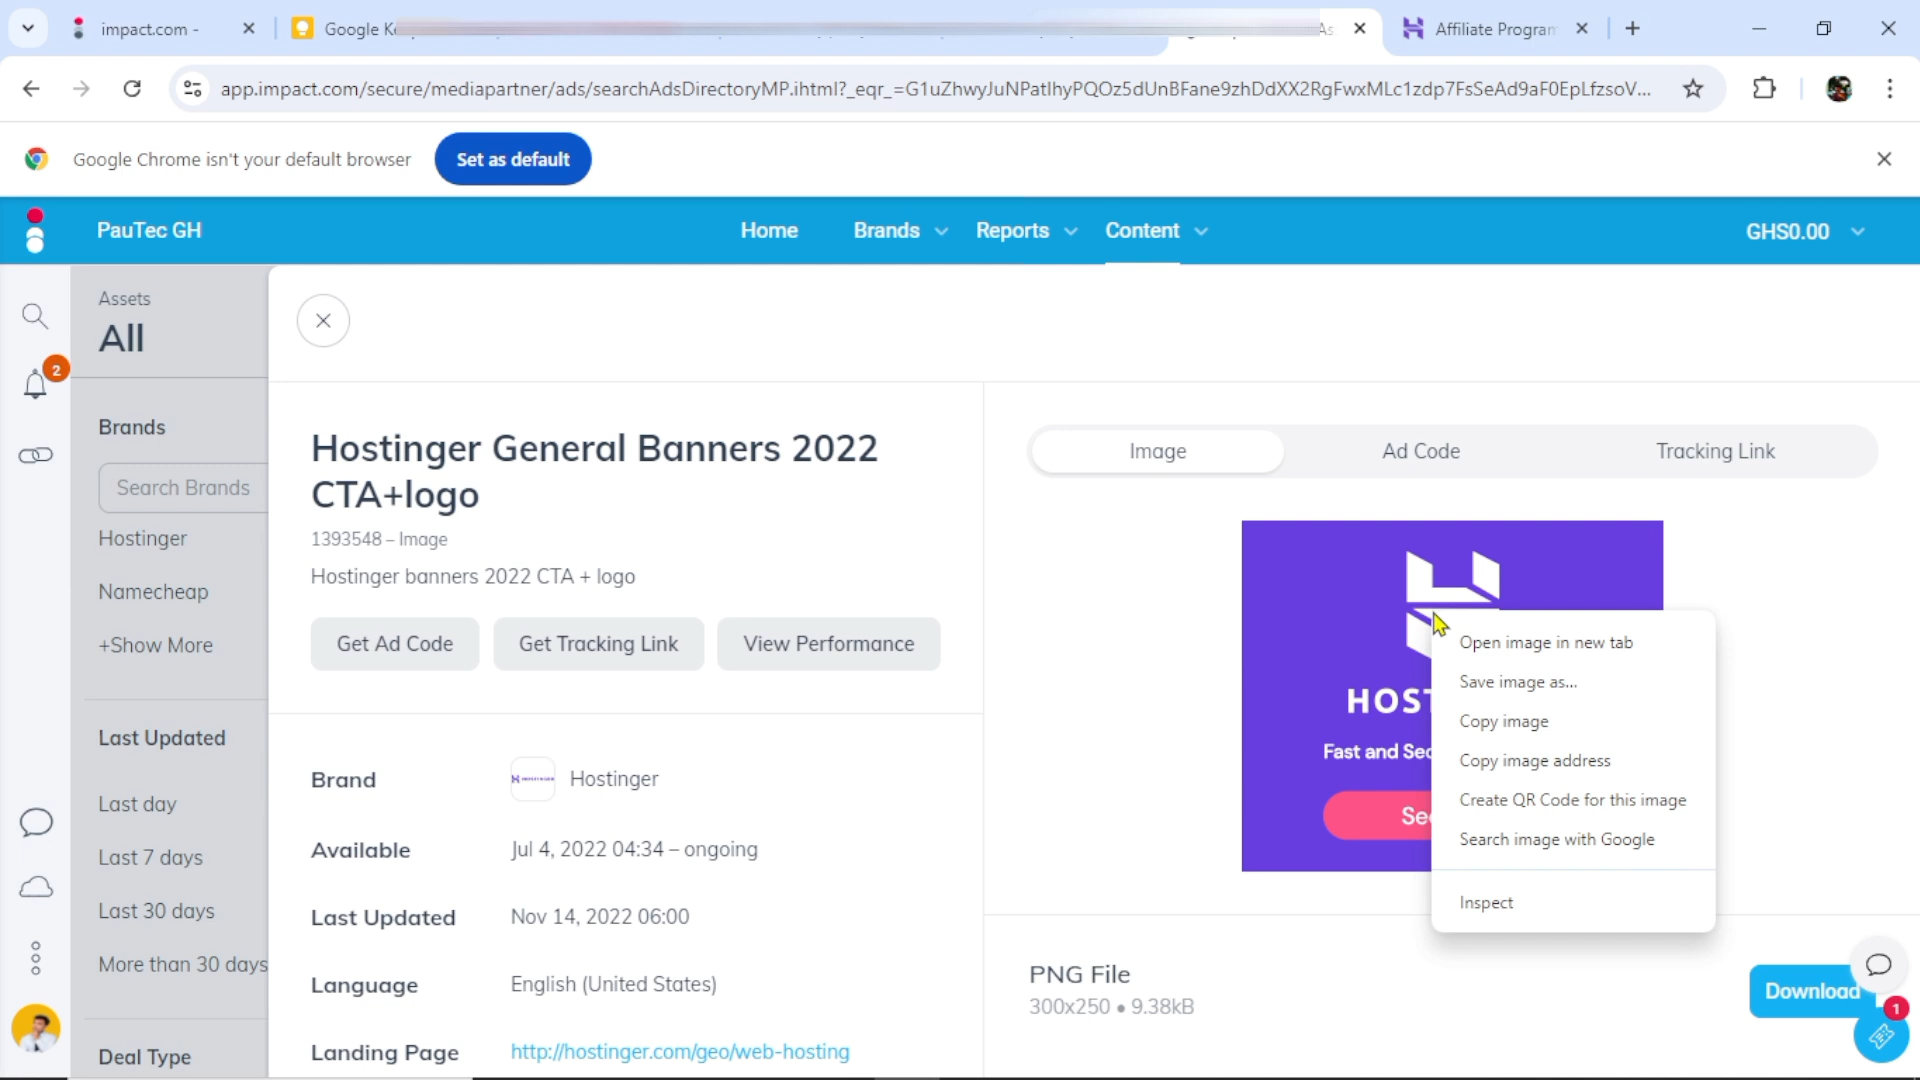 impact.com -
Google Ke
As
Affiliate Program
app.impact.com/secure/mediapartner/ads/searchAdsDirectoryMP.ihtml?_eqr_=G1uZhwyJuNPatIhyPQOz5dUnBFane9zhDdXX2RgFwxMLc1zdp7FsSeAd9aF0EpLfzsoV...
Google Chrome isn't your default browser
Set as default
PauTec GH
Home
Brands
Reports
Content
GHS0.00
Assets
All
2
Brands
Search Brands
Hostinger
Namecheap
+Show More
Last Updated
Last day
Last 7 days
Last 30 days
More than 30 days
Deal Type
Hostinger General Banners 2022
CTA+logo
1393548 – Image
Hostinger banners 2022 CTA + logo
Get Ad Code
Get Tracking Link
View Performance
Brand
HOSTINGER
Hostinger
Available
Jul 4, 2022 04:34 – ongoing
Last Updated
Nov 14, 2022 06:00
Language
English (United States)
Landing Page
http://hostinger.com/geo/web-hosting
Image
Ad Code
Tracking Link
HOST
Fast and Sec
See
Open image in new tab
Save image as...
Copy image
Copy image address
Create QR Code for this image
Search image with Google
Inspect
PNG File
300x250 • 9.38kB
Download
1